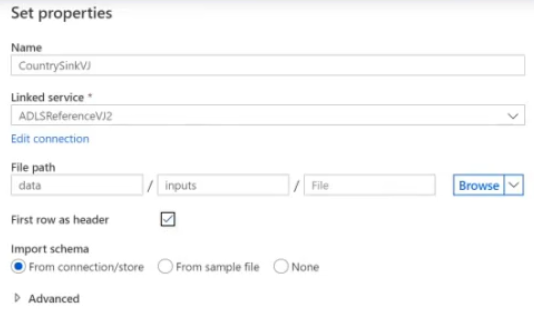 Set properties
Name
CountrySinkVJ
Linked service *
ADLSReferenceVJ2
Edit connection
File path
data / inputs / File Browse
First row as header
Import schema
From connection/store From sample file None
Advanced